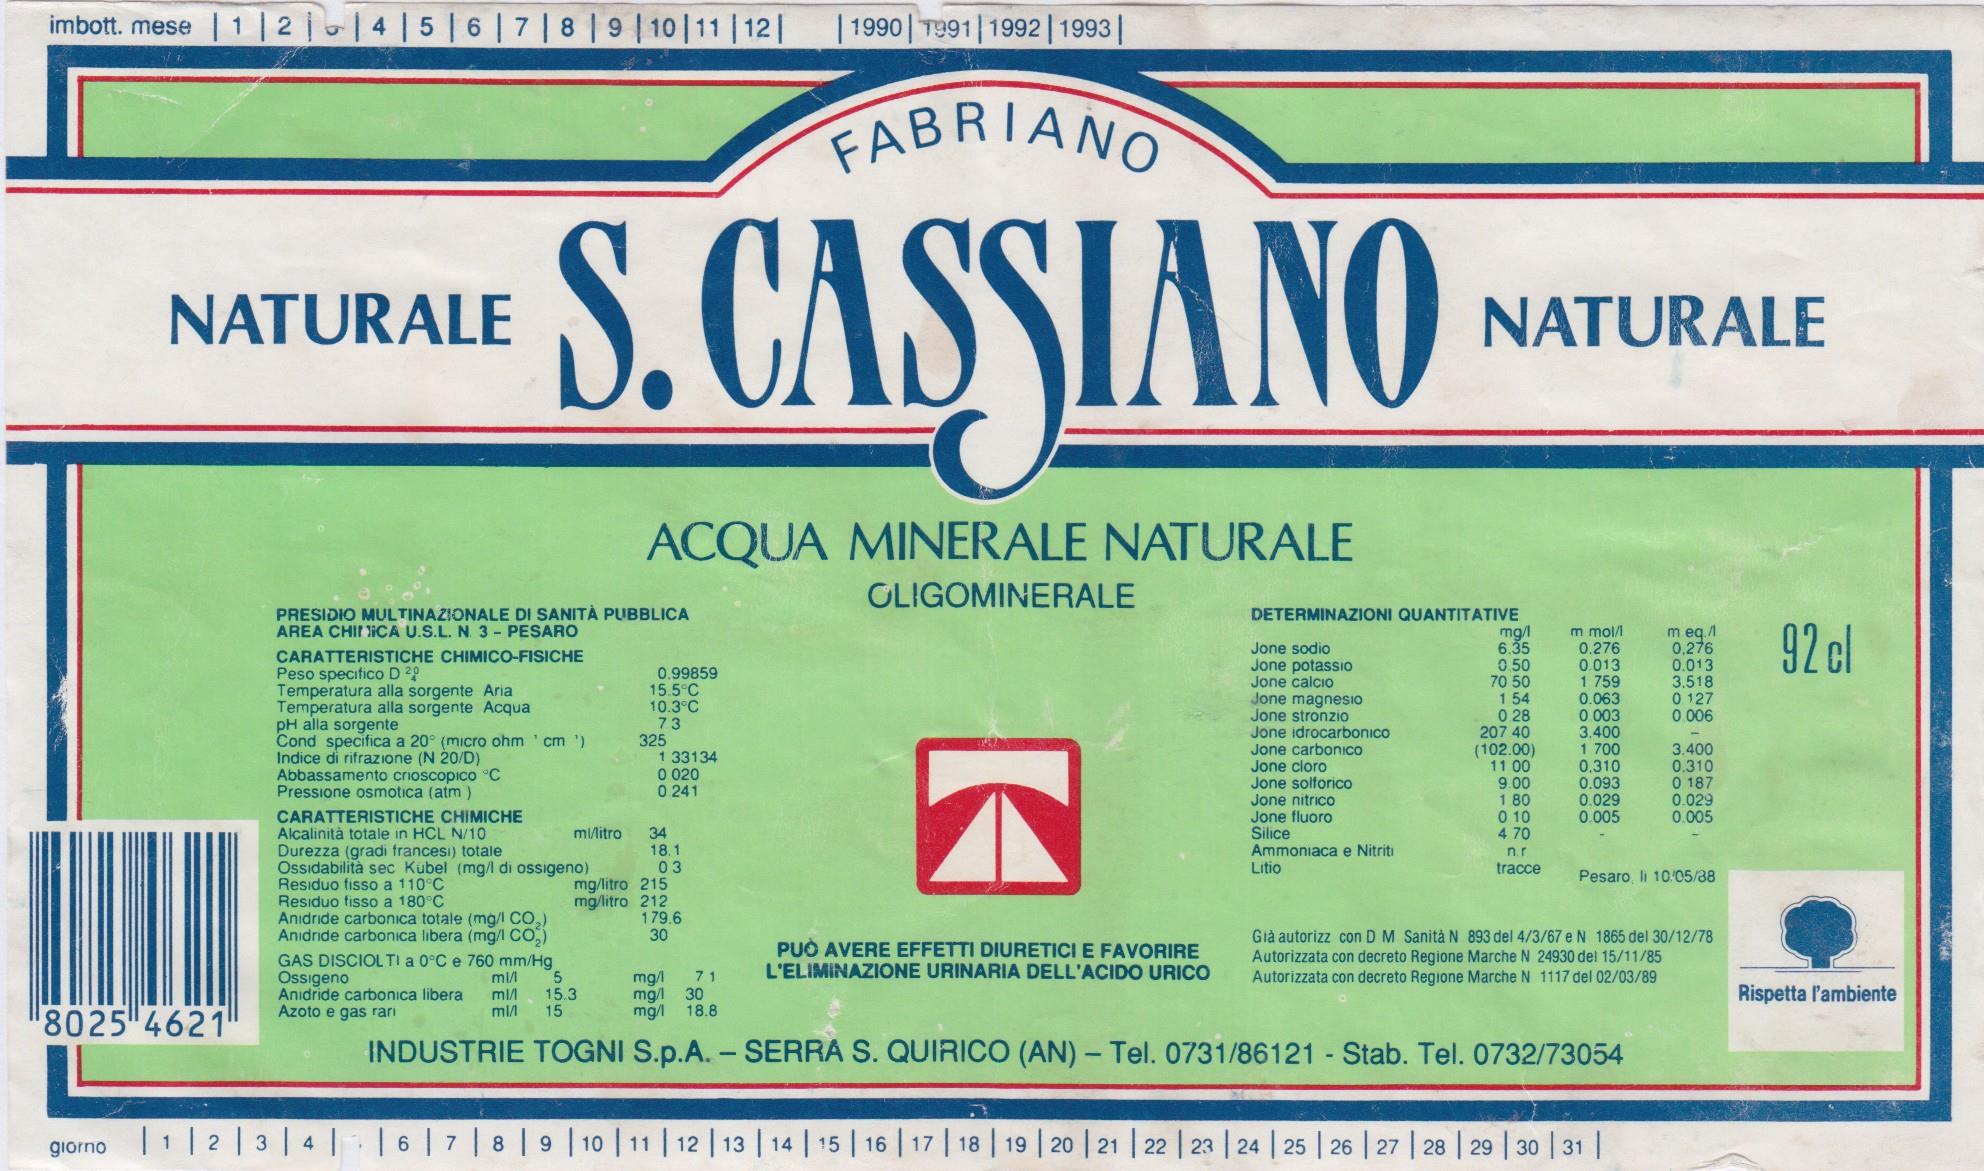 imbott. mese | 1 | 2 | | 4 | 5 | 6 | 7 | 8 | 9 | 10 | 11 | 12 | | 1990 | 1991 | 1992 | 1993 |
FABRIANO
NATURALE S. CASSIANO NATURALE
ACQUA MINERALE NATURALE
OLIGOMINERALE
PRESIDIO MULTINAZIONALE DI SANITÀ PUBBLICA
AREA CHIMICA U.S.L. N. 3 – PESARO
CARATTERISTICHE CHIMICO-FISICHE
Peso specifico D 20 4 0.99859
Temperatura alla sorgente Aria 15.5°C
Temperatura alla sorgente Acqua 10.3°C
pH alla sorgente 7 3
Cond specifica a 20° (micro ohm ' cm ') 325
Indice di rifrazione (N 20/D) 1 33134
Abbassamento crioscopico °C 0 020
Pressione osmotica (atm ) 0 241
CARATTERISTICHE CHIMICHE
Alcalinità totale in HCL N/10 ml/litro 34
Durezza (gradi francesi) totale 18.1
Ossidabilità sec Kübel (mg/l di ossigeno) 0 3
Residuo fisso a 110°C mg/litro 215
Residuo fisso a 180°C mg/litro 212
Anidride carbonica totale (mg/l CO2) 179.6
Anidride carbonica libera (mg/l CO2) 30
GAS DISCIOLTI a 0°C e 760 mm/Hg
Ossigeno ml/l 5 mg/l 7 1
Anidride carbonica libera ml/l 15.3 mg/l 30
Azoto e gas rari ml/l 15 mg/l 18.8
PUÒ AVERE EFFETTI DIURETICI E FAVORIRE
L'ELIMINAZIONE URINARIA DELL'ACIDO URICO
DETERMINAZIONI QUANTITATIVE
mg/l m mol/l m eq./l
Jone sodio 6.35 0.276 0.276
Jone potassio 0.50 0.013 0.013
Jone calcio 70 50 1 759 3.518
Jone magnesio 1 54 0.063 0 127
Jone stronzio 0 28 0.003 0.006
Jone idrocarbonico 207 40 3.400 –
Jone carbonico (102.00) 1 700 3.400
Jone cloro 11 00 0.310 0.310
Jone solforico 9.00 0.093 0 187
Jone nitrico 1 80 0.029 0.029
Jone fluoro 0 10 0.005 0.005
Silice 4 70 - –
Ammoniaca e Nitriti n.r
Litio tracce
Pesaro, li 10/05/88
92 cl
Già autorizz con D M Sanità N 893 del 4/3/67 e N 1865 del 30/12/78
Autorizzata con decreto Regione Marche N 24930 del 15/11/85
Autorizzata con decreto Regione Marche N 1117 del 02/03/89
Rispetta l'ambiente
8025 4621
INDUSTRIE TOGNI S.p.A. – SERRA S. QUIRICO (AN) – Tel. 0731/86121 - Stab. Tel. 0732/73054
giorno | 1 | 2 | 3 | 4 | | 6 | 7 | 8 | 9 | 10 | 11 | 12 | 13 | 14 | 15 | 16 | 17 | 18 | 19 | 20 | 21 | 22 | 23 | 24 | 25 | 26 | 27 | 28 | 29 | 30 | 31 |